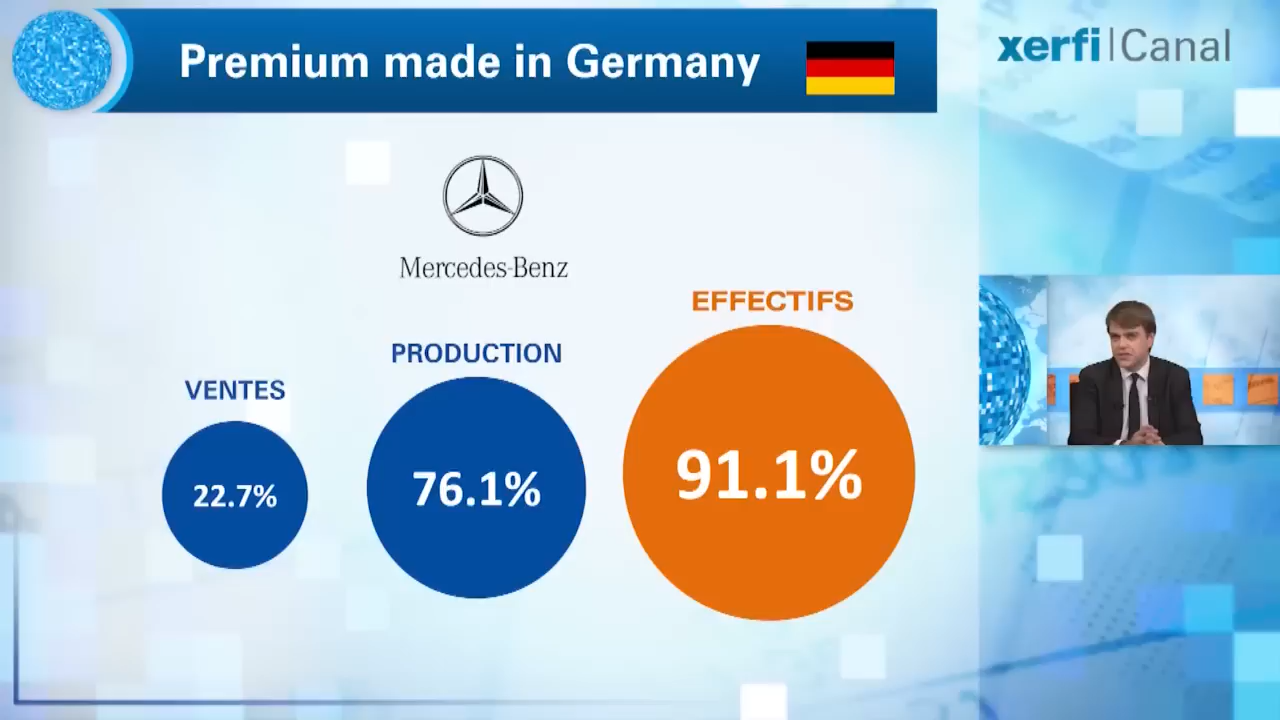 Premium made in Germany
xerfi|Canal
Mercedes-Benz
EFFECTIFS
PRODUCTION
VENTES
22.7%
76.1%
91.1%